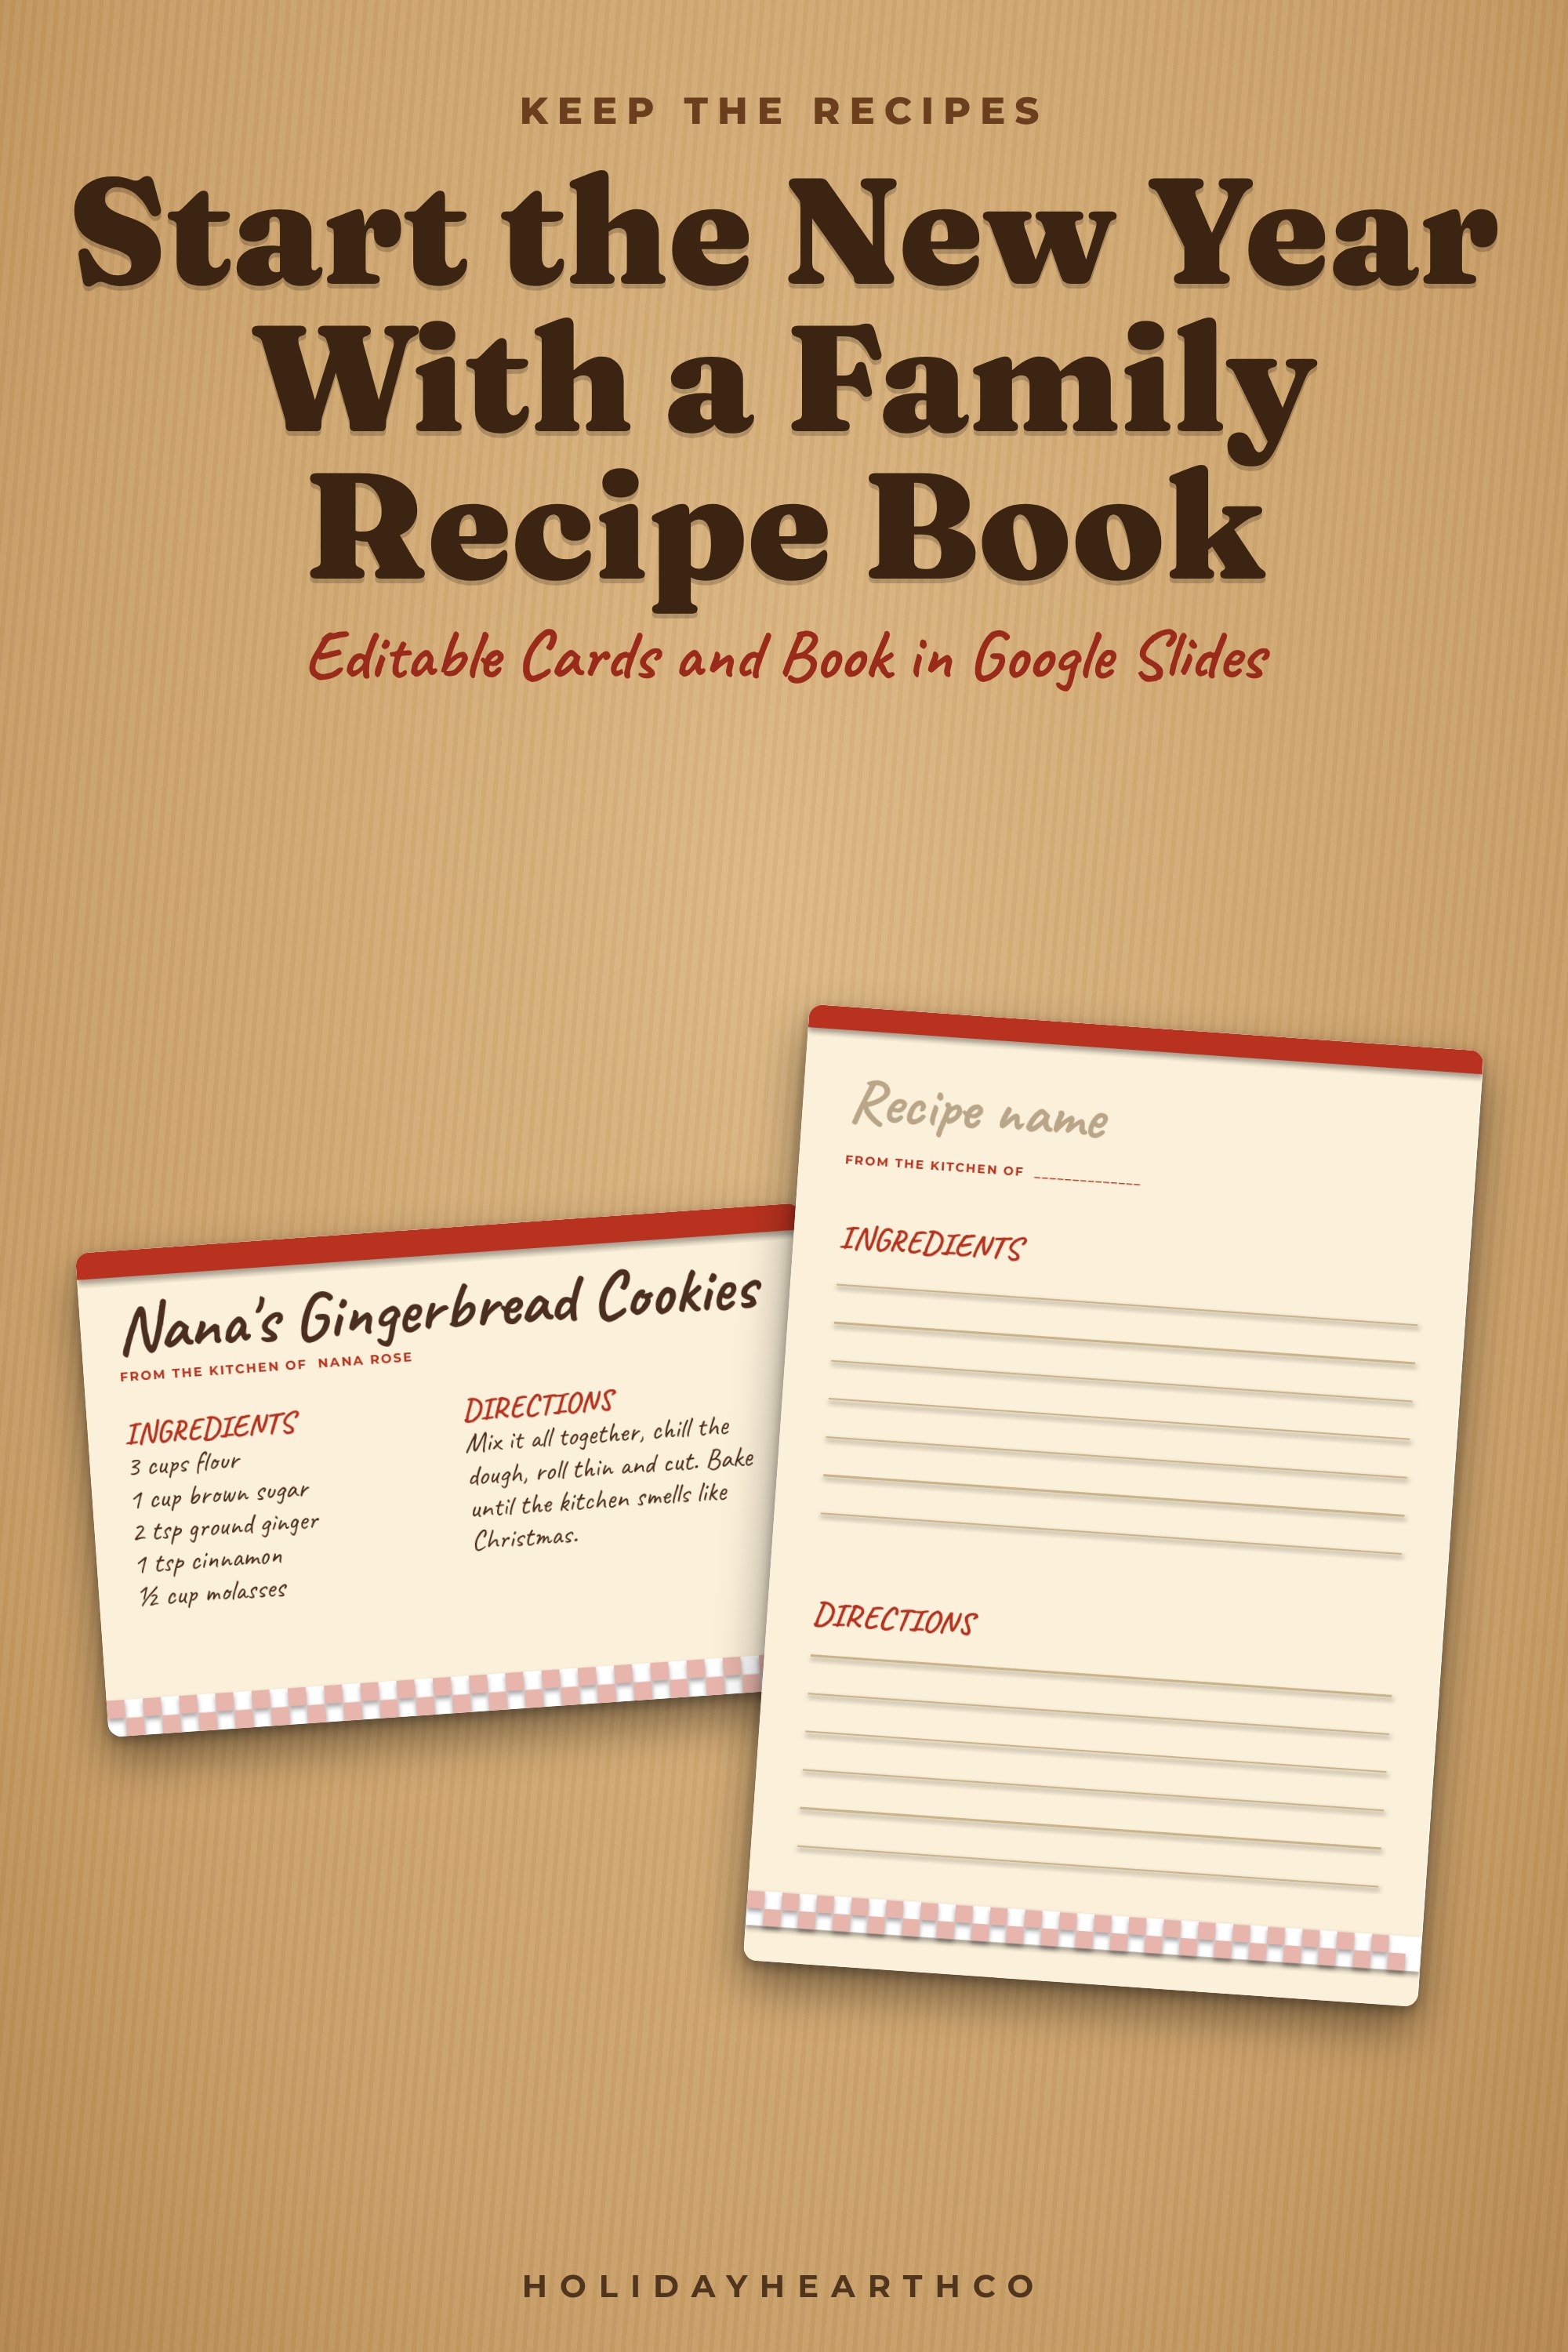 KEEP THE RECIPES
Start the New Year
With a Family
Recipe Book
Editable Cards and Book in Google Slides
Nana's Gingerbread Cookies
FROM THE KITCHEN OF NANA ROSE
INGREDIENTS
3 cups flour
1 cup brown sugar
2 tsp ground ginger
1 tsp cinnamon
½ cup molasses
DIRECTIONS
Mix it all together, chill the
dough, roll thin and cut. Bake
until the kitchen smells like
Christmas.
Recipe name
FROM THE KITCHEN OF ______________
INGREDIENTS
DIRECTIONS
HOLIDAYHEARTHCO